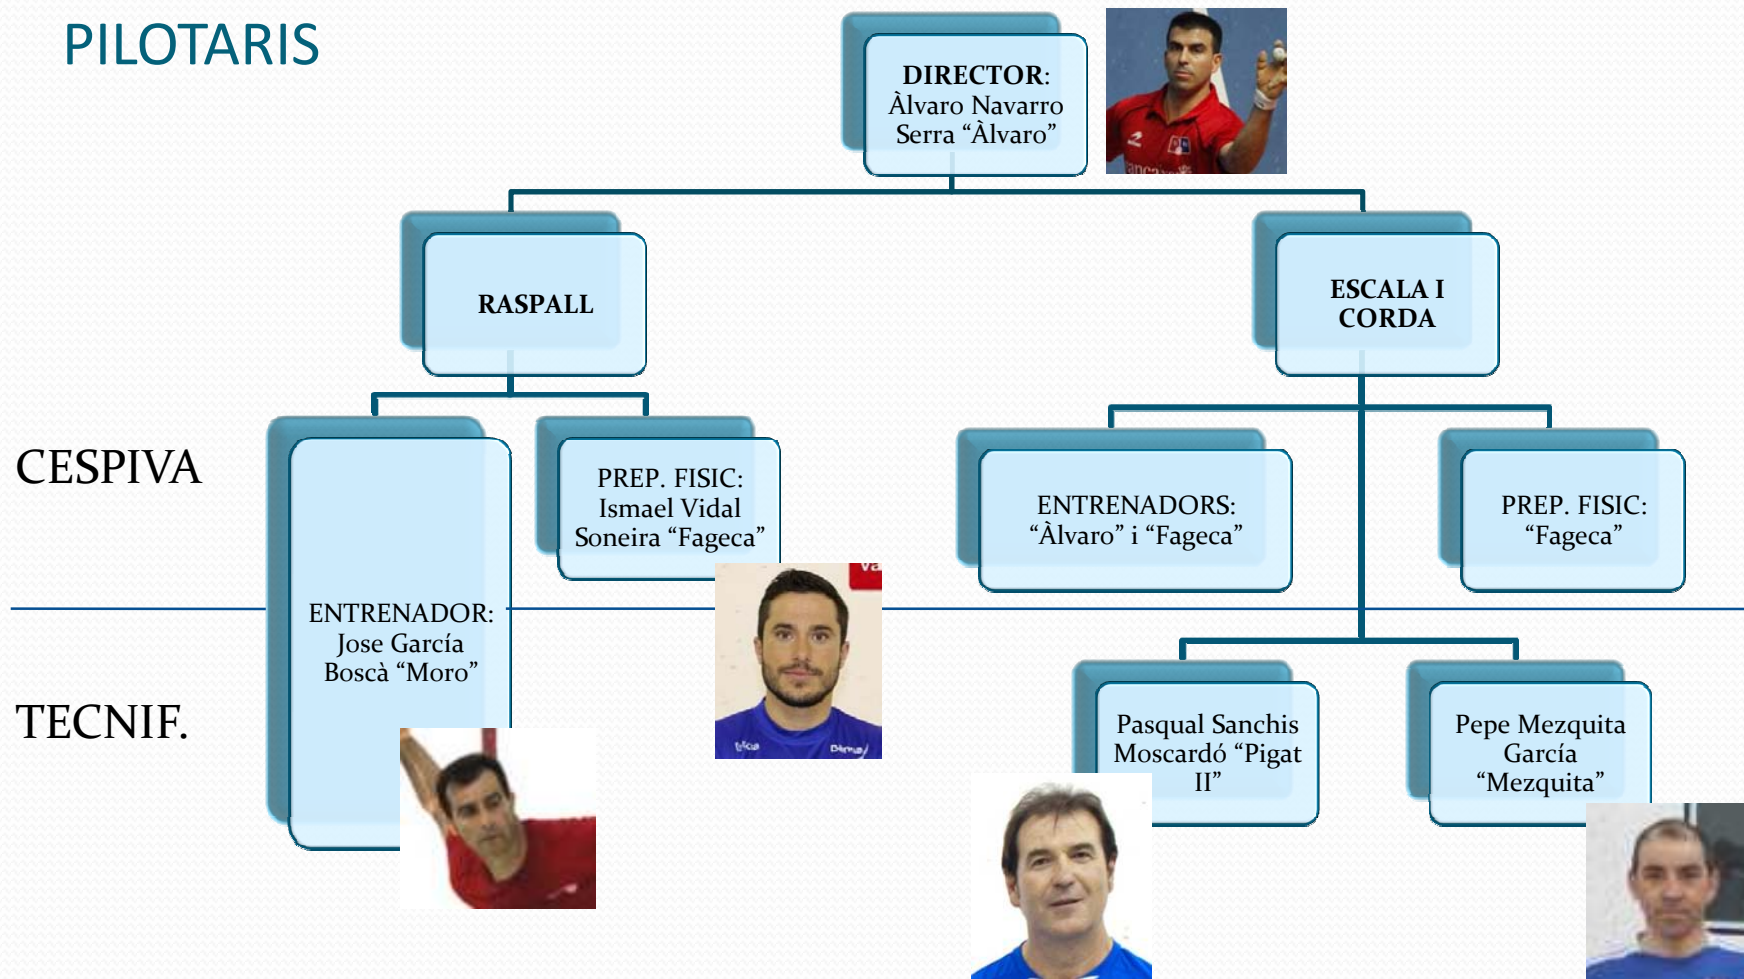 PILOTARIS
DIRECTOR:
Àlvaro Navarro
Serra “Àlvaro”
RASPALL
ESCALA I
CORDA
CESPIVA
PREP. FISIC:
Ismael Vidal
Soneira “Fageca”
ENTRENADORS:
“Àlvaro” i “Fageca”
PREP. FISIC:
“Fageca”
ENTRENADOR:
Jose García
Boscà “Moro”
TECNIF.
Pasqual Sanchis
Moscardó “Pigat
II”
Pepe Mezquita
García
“Mezquita”